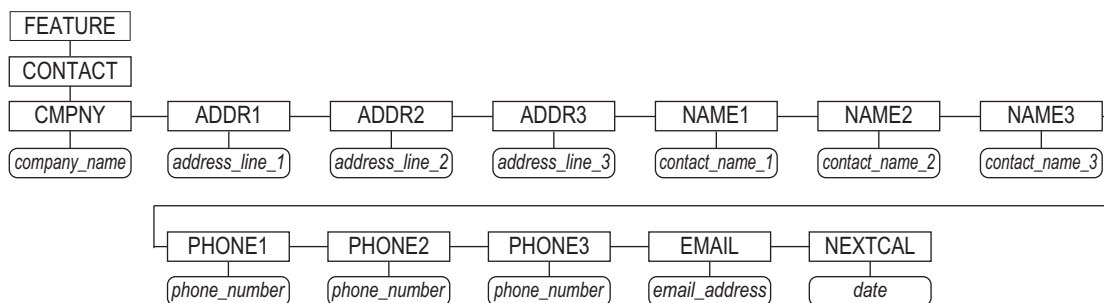 FEATURE
CONTACT
CMPNY ADDR1 ADDR2 ADDR3 NAME1 NAME2 NAME3
company_name address_line_1 address_line_2 address_line_3 contact_name_1 contact_name_2 contact_name_3
PHONE1 PHONE2 PHONE3 EMAIL NEXTCAL
phone_number phone_number phone_number email_address date